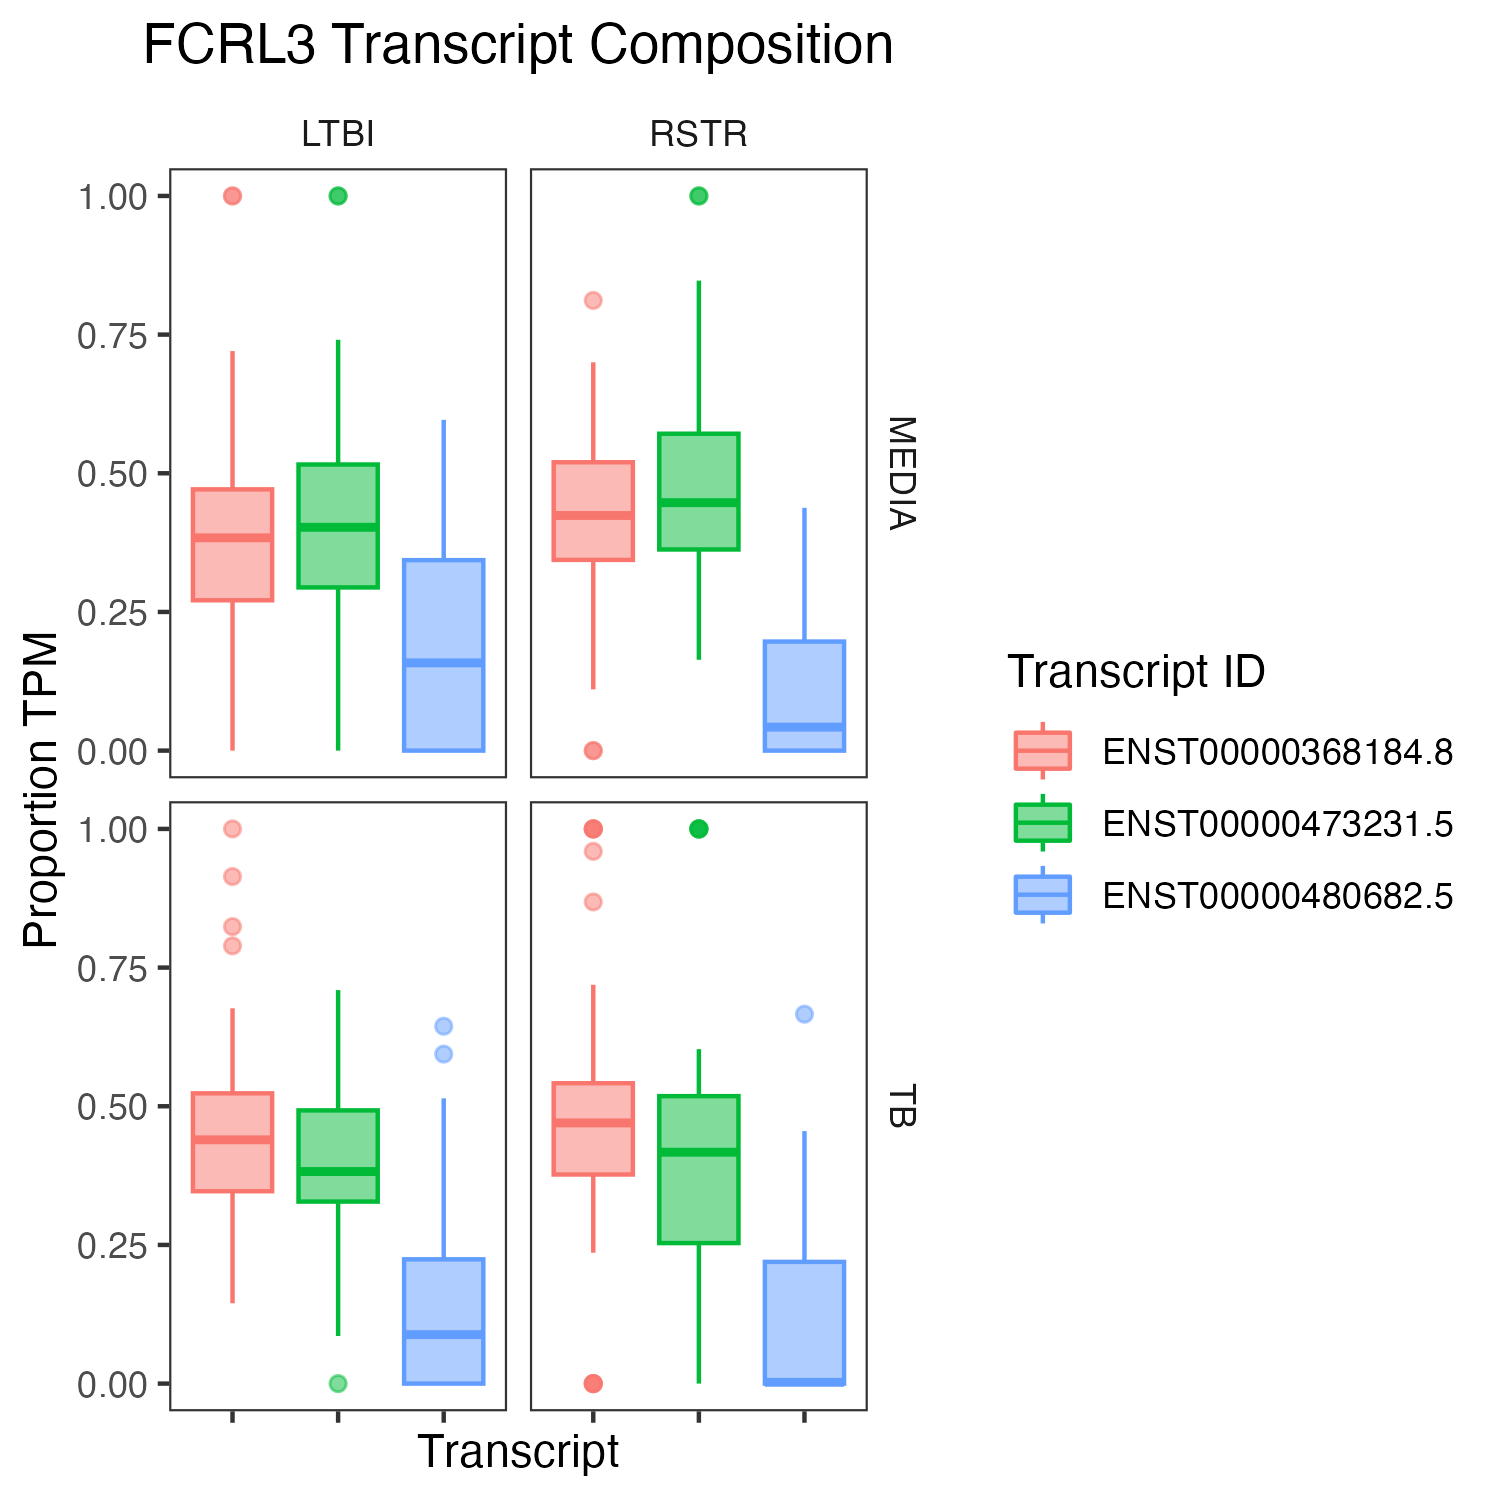 FCRL3 Transcript Composition
LTBI
RSTR
1.00
0.75
0.50
0.25
0.00
MEDIA
1.00
0.75
0.50
0.25
0.00
TB
Proportion TPM
Transcript
Transcript ID
ENST00000368184.8
ENST00000473231.5
ENST00000480682.5